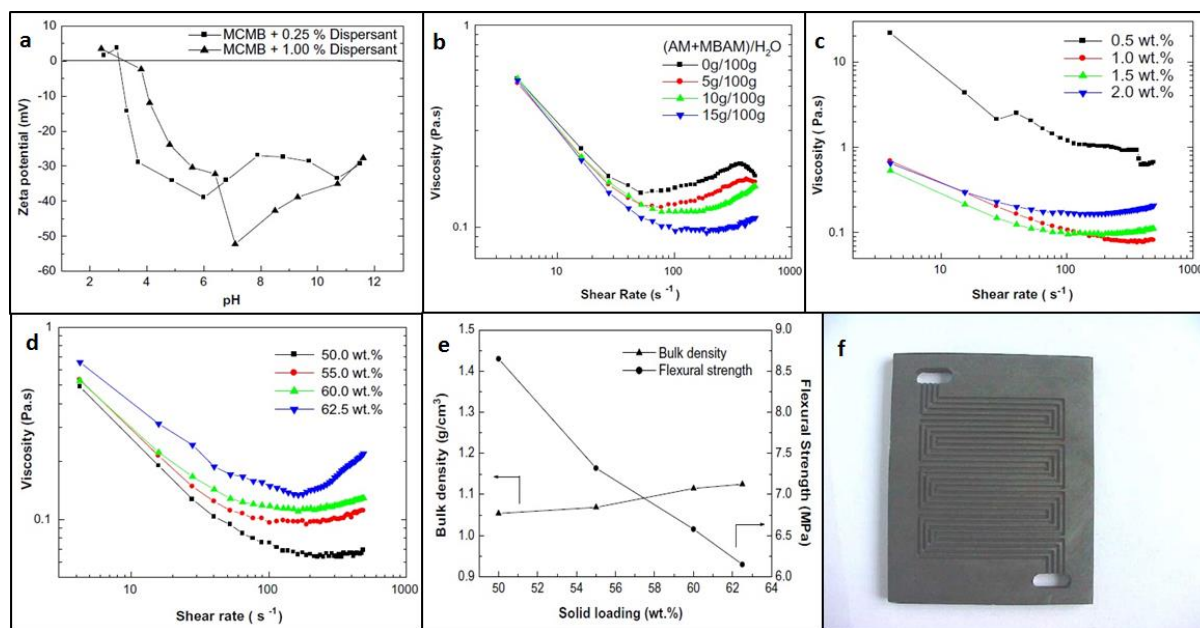 a
MCMB + 0.25 % Dispersant
MCMB + 1.00 % Dispersant
20
10
0
-10
-20
-30
-40
-50
-60
Zeta potential (mV)
0 2 4 6 8 10 12
pH
b
(AM+MBAM)/H₂O
0g/100g
5g/100g
10g/100g
15g/100g
1
0.1
Viscosity (Pa.s)
10 100 1000
Shear Rate (s⁻¹)
c
0.5 wt.%
1.0 wt.%
1.5 wt.%
2.0 wt.%
10
1
0.1
Viscosity ( Pa.s)
10 100 1000
Shear rate ( s⁻¹)
d
50.0 wt.%
55.0 wt.%
60.0 wt.%
62.5 wt.%
1
0.1
Viscosity (Pa.s)
10 100 1000
Shear rate ( s⁻¹)
e
Bulk density
Flexural strength
1.5
1.4
1.3
1.2
1.1
1.0
0.9
Bulk density (g/cm³)
9.0
8.5
8.0
7.5
7.0
6.5
6.0
Flexural Strength (MPa)
50 52 54 56 58 60 62 64
Solid loading (wt.%)
f